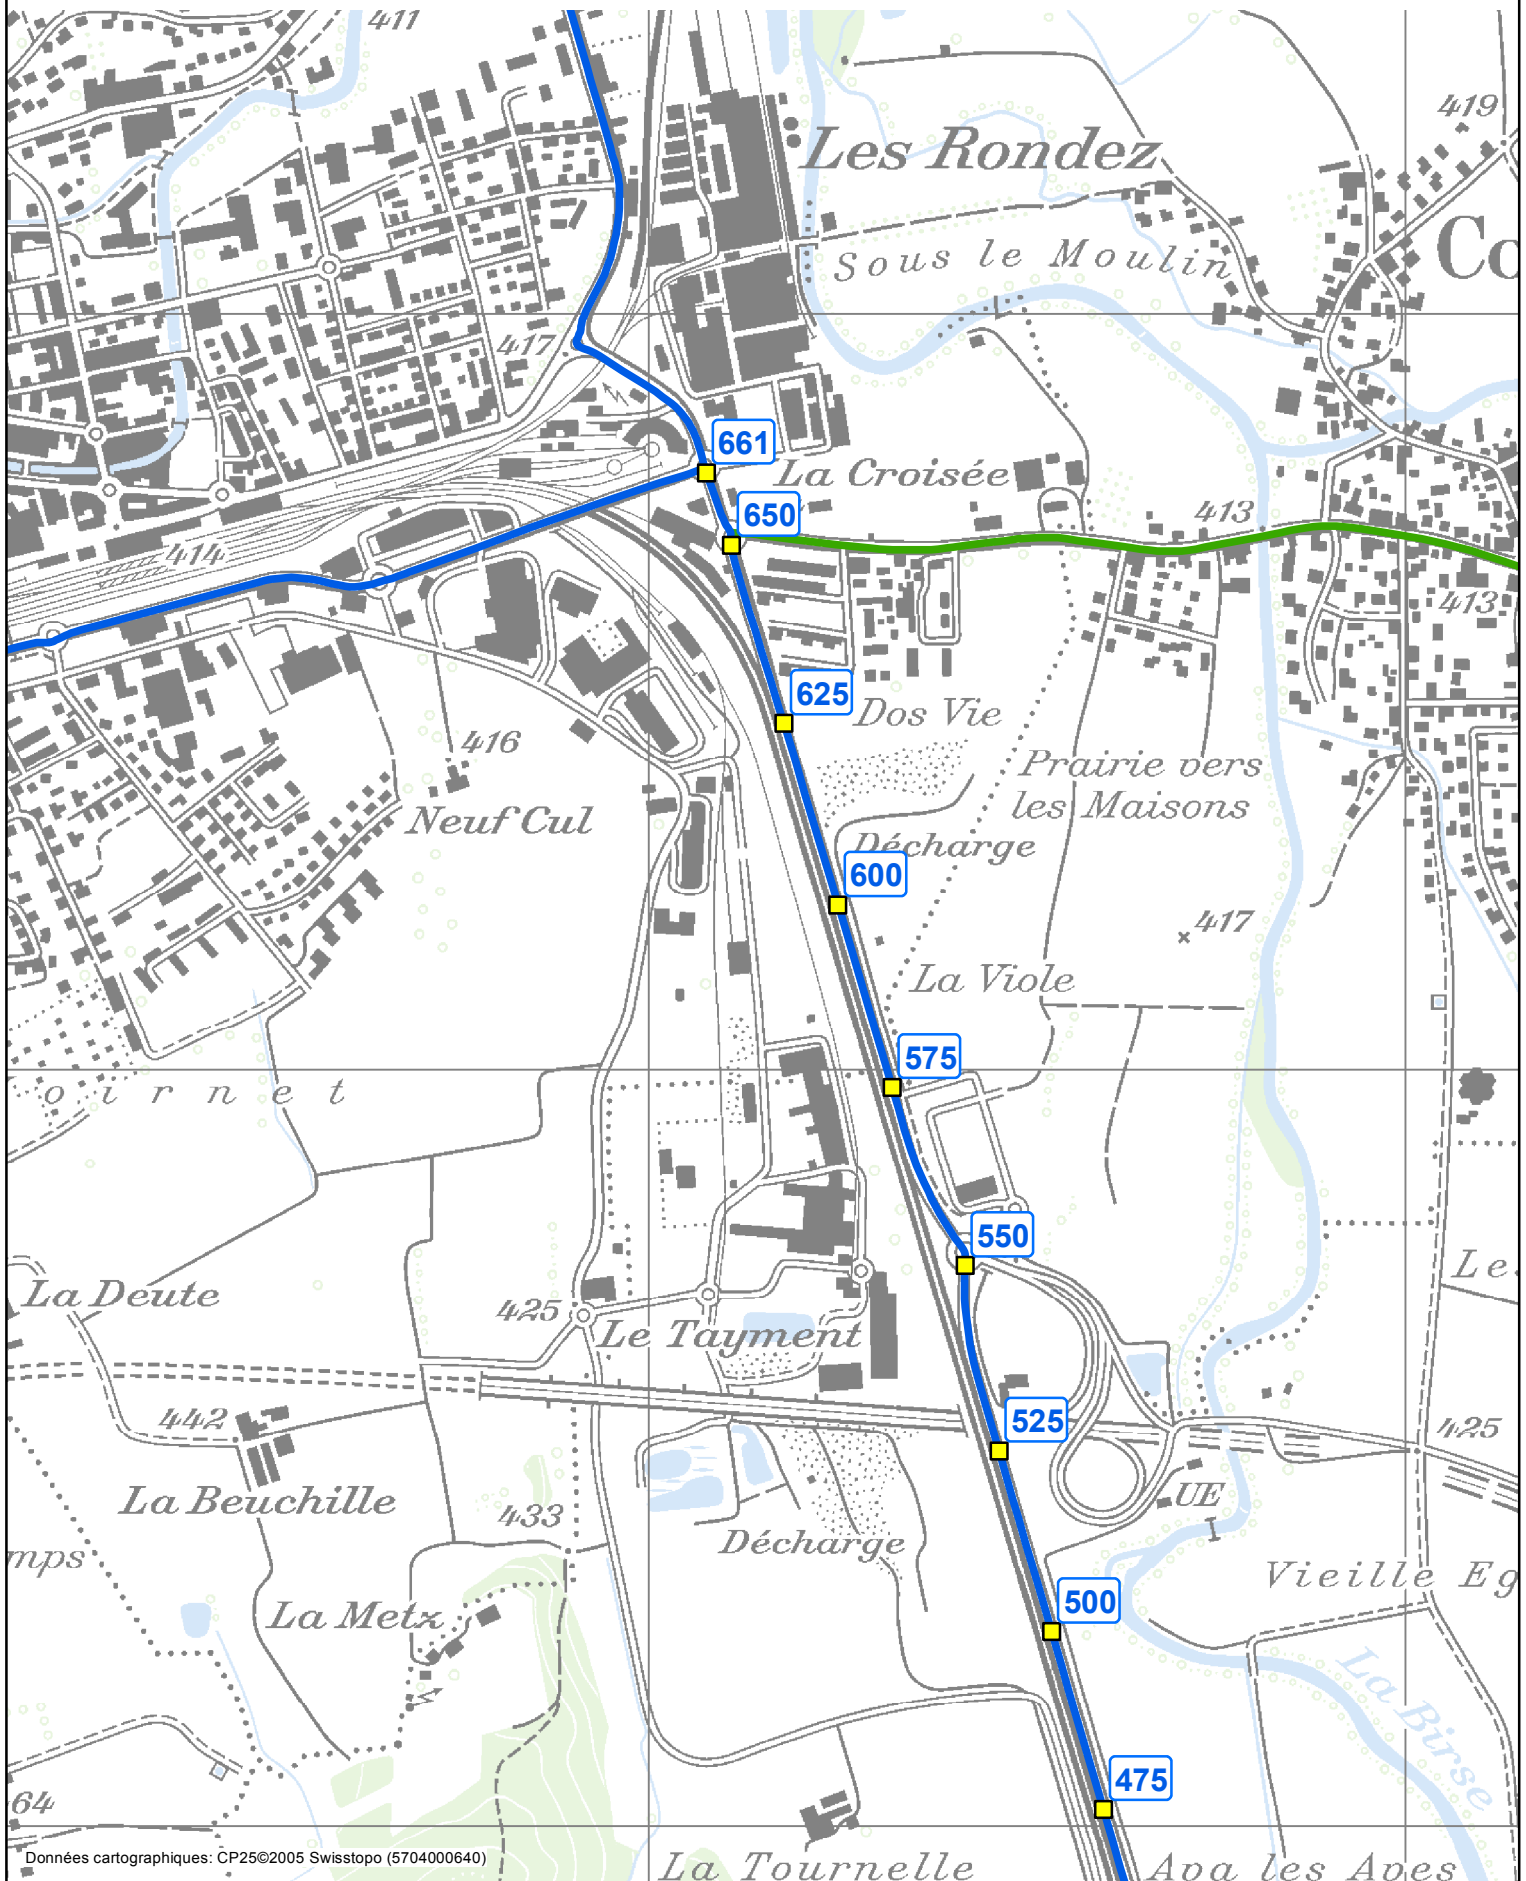 411
419
Les Rondez
Co
Sous le Moulin
417
661
La Croisée
650
413
414
413
625
Dos Vie
416
Prairie vers
les Maisons
Neuf Cul
Décharge
600
417
La Viole
575
o u r n e t
550
La Deute
Le
425
Le Tayment
442
525
425
La Beuchille
UE
433
Décharge
mps
Vieille Eg
500
La Metz
La Birse
475
64
Données cartographiques: CP25©2005 Swisstopo (5704000640)
La Tournelle